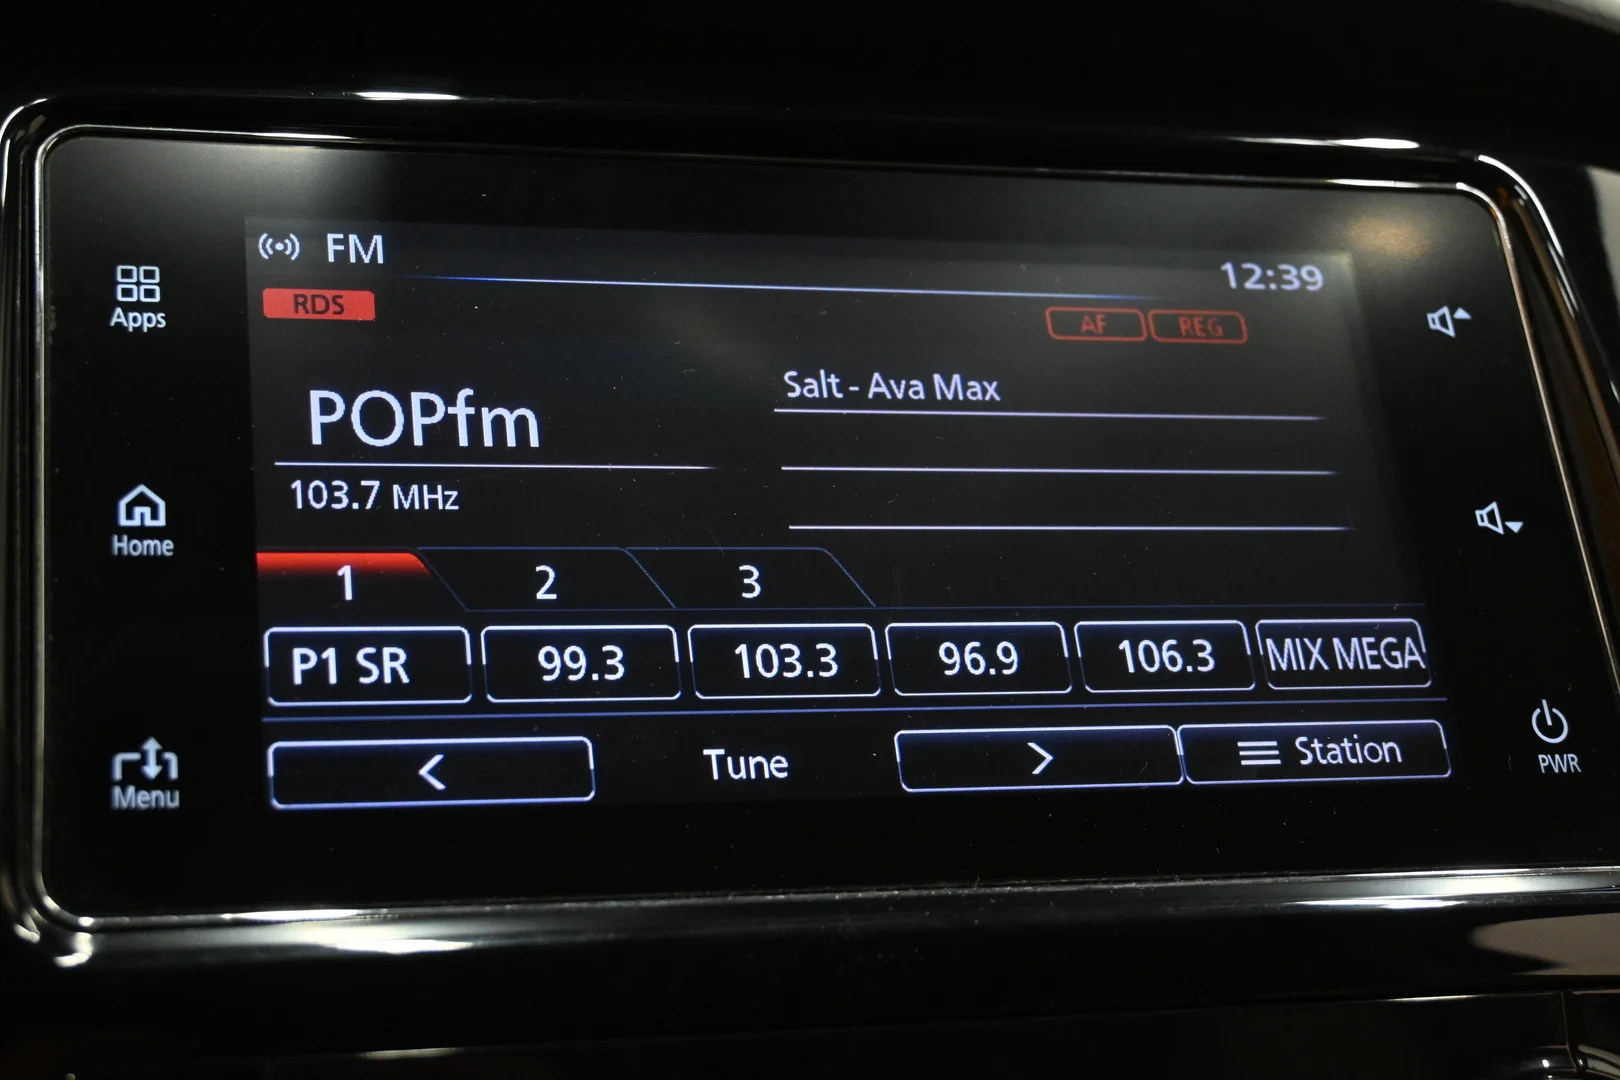 FM
12:39
RDS
AF REG
Apps
POPfm
Salt - Ava Max
103.7 MHz
Home
1 2 3
P1 SR 99.3 103.3 96.9 106.3 MIX MEGA
< Tune > Station
Menu
PWR